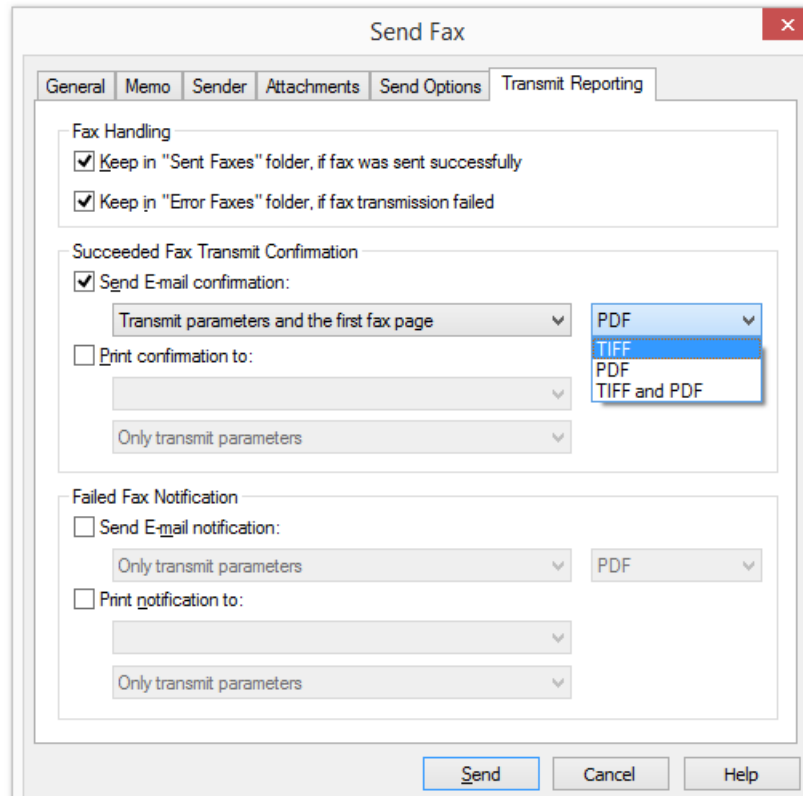 Send Fax
General Memo Sender Attachments Send Options Transmit Reporting
Fax Handling
Keep in "Sent Faxes" folder, if fax was sent successfully
Keep in "Error Faxes" folder, if fax transmission failed
Succeeded Fax Transmit Confirmation
Send E-mail confirmation:
Transmit parameters and the first fax page PDF
TIFF
PDF
TIFF and PDF
Print confirmation to:
Only transmit parameters
Failed Fax Notification
Send E-mail notification:
Only transmit parameters PDF
Print notification to:
Only transmit parameters
Send Cancel Help